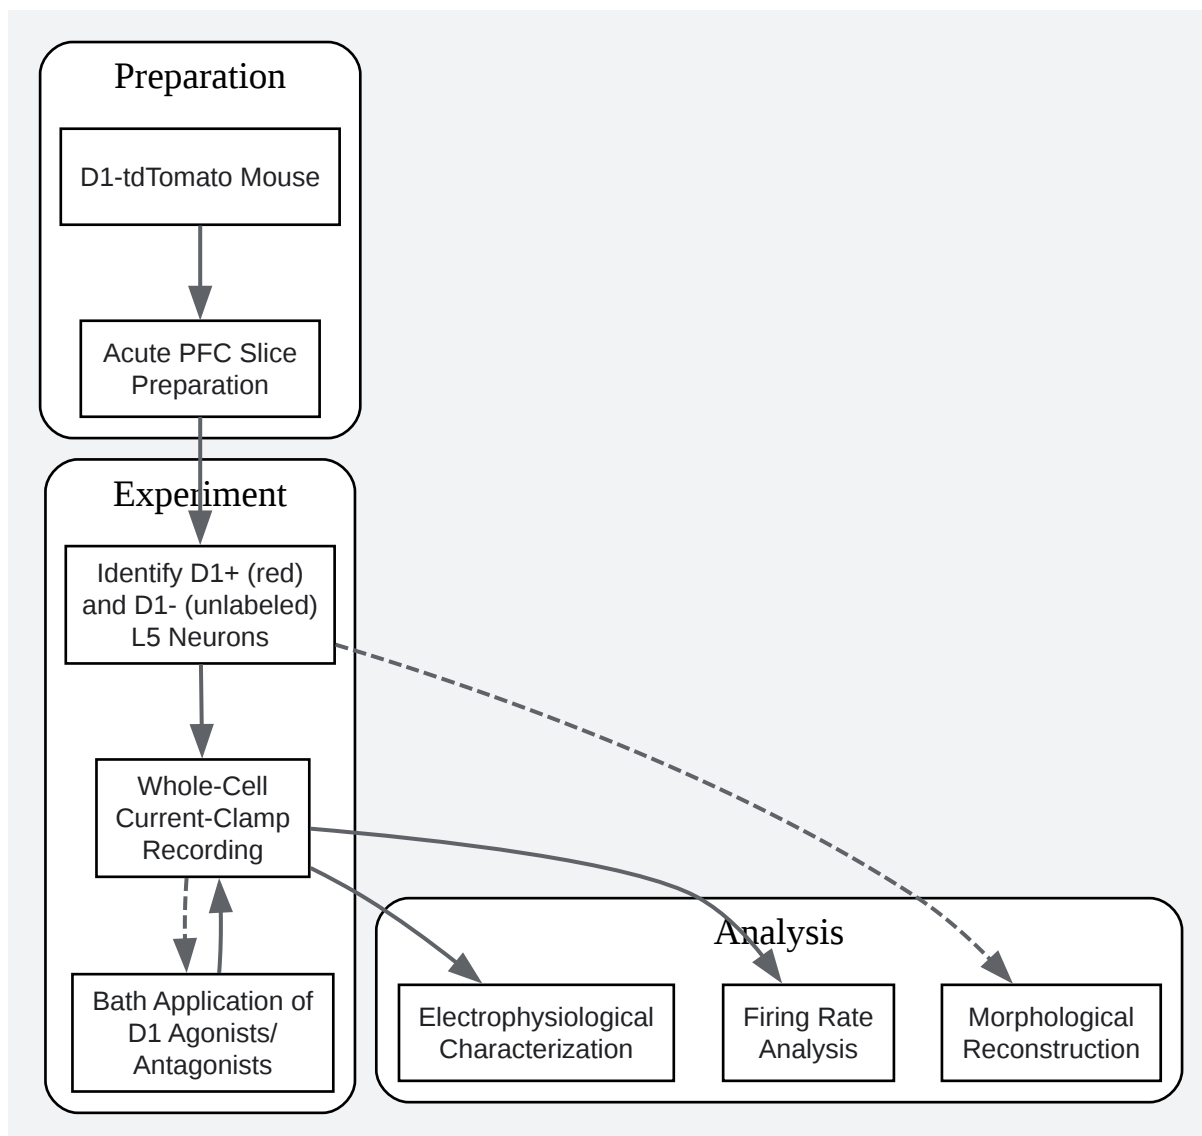 Preparation
D1-tdTomato Mouse
Acute PFC Slice
Preparation
Experiment
Identify D1+ (red)
and D1- (unlabeled)
L5 Neurons
Whole-Cell
Current-Clamp
Recording
Bath Application of
D1 Agonists/
Antagonists
Analysis
Electrophysiological
Characterization
Firing Rate
Analysis
Morphological
Reconstruction